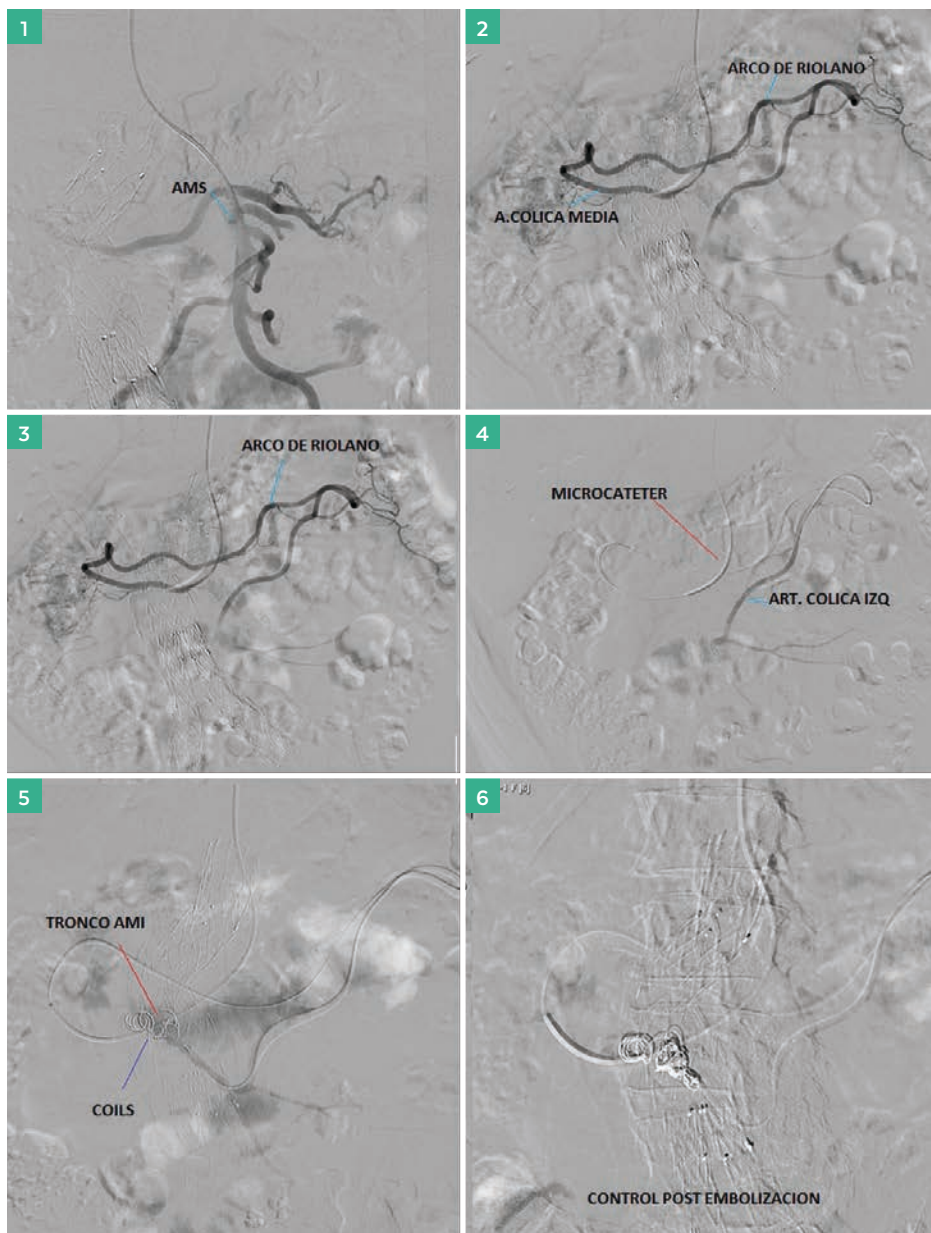 1
AMS
2
ARCO DE RIOLANO
A.COLICA MEDIA
3
ARCO DE RIOLANO
4
MICROCATETER
ART. COLICA IZQ
5
TRONCO AMI
COILS
6
CONTROL POST EMBOLIZACION